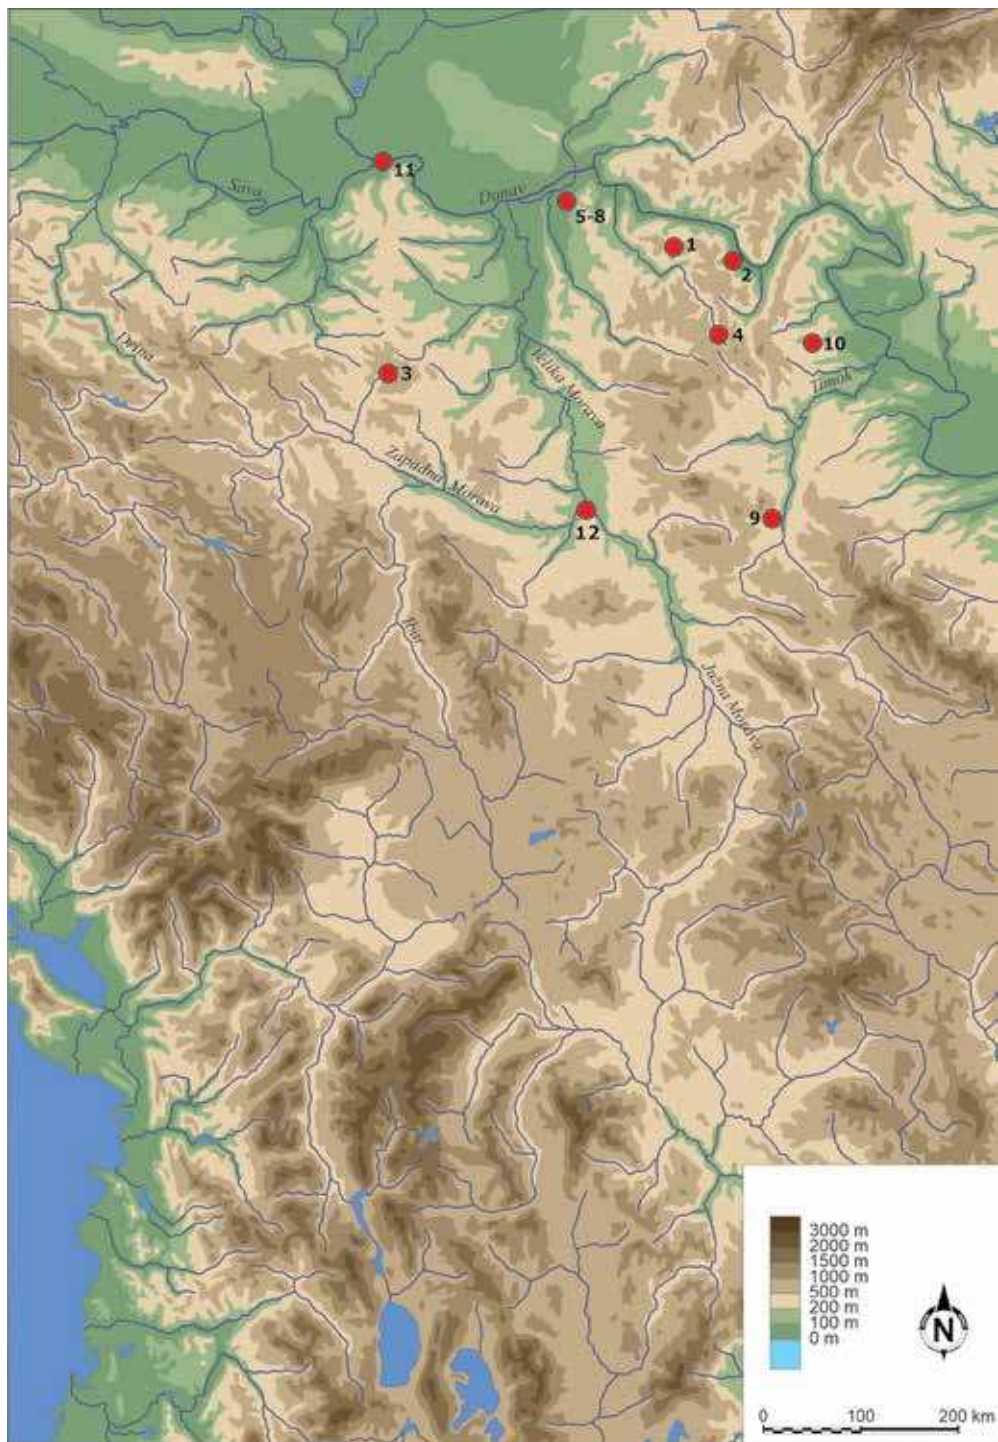 Sava
11
Dunav
5-8
1
2
4
10
Timok
Drina
3
Velika Morava
Zapadna Morava
12
9
Ibar
Južna Morava
3000 m
2000 m
1500 m
1000 m
500 m
200 m
100 m
0 m
N
0 100 200 km